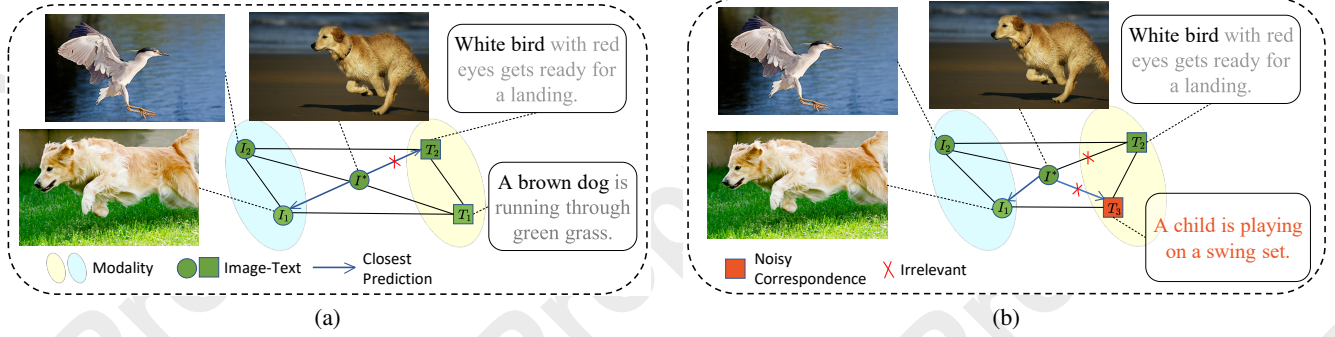 White bird with red
eyes gets ready for
a landing.
I₂
T₂
I*
I₁
T₁
A brown dog is
running through
green grass.
Modality
Image-Text
Closest
Prediction
(a)
White bird with red
eyes gets ready for
a landing.
I₂
T₂
I*
I₁
T₃
A child is playing
on a swing set.
Noisy
Correspondence
Irrelevant
(b)